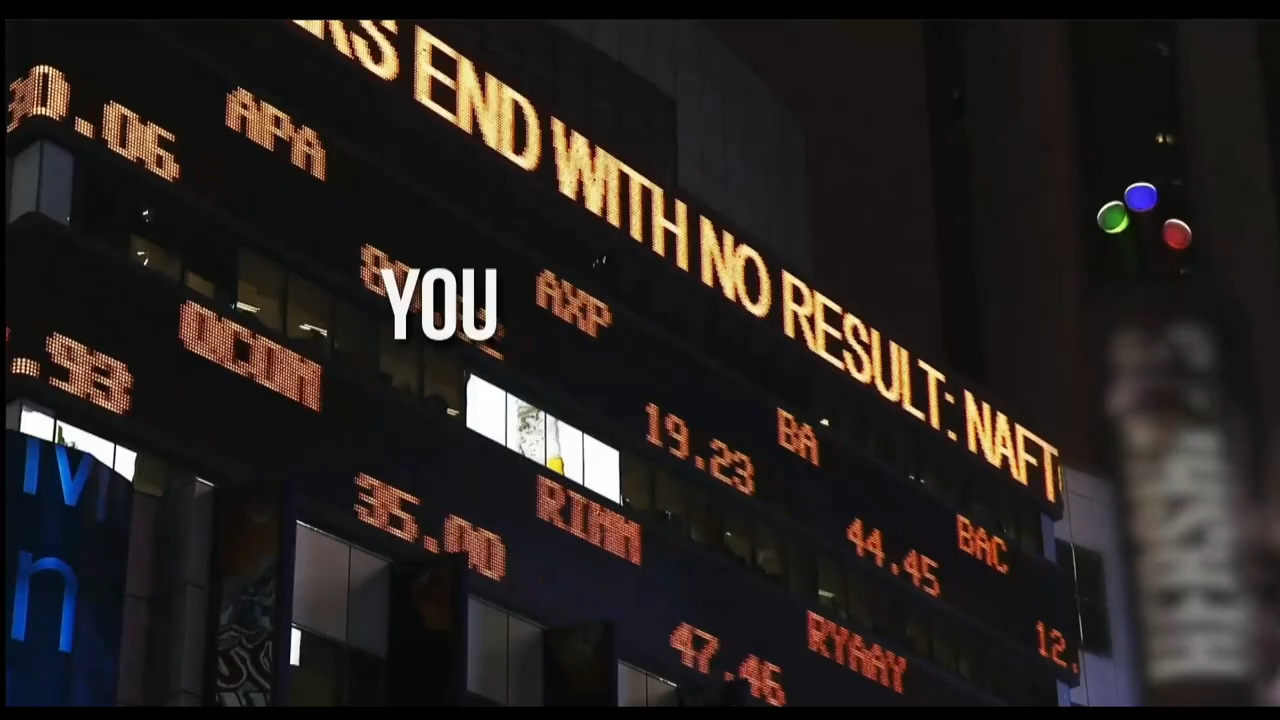 END WITH NO RESULT: NAFT
0.06 APA
YOU
AXP
19.23 BA
44.45 BAC
12.
.93 QCOM
35.00 RIMM
47.46 RYAAY
n